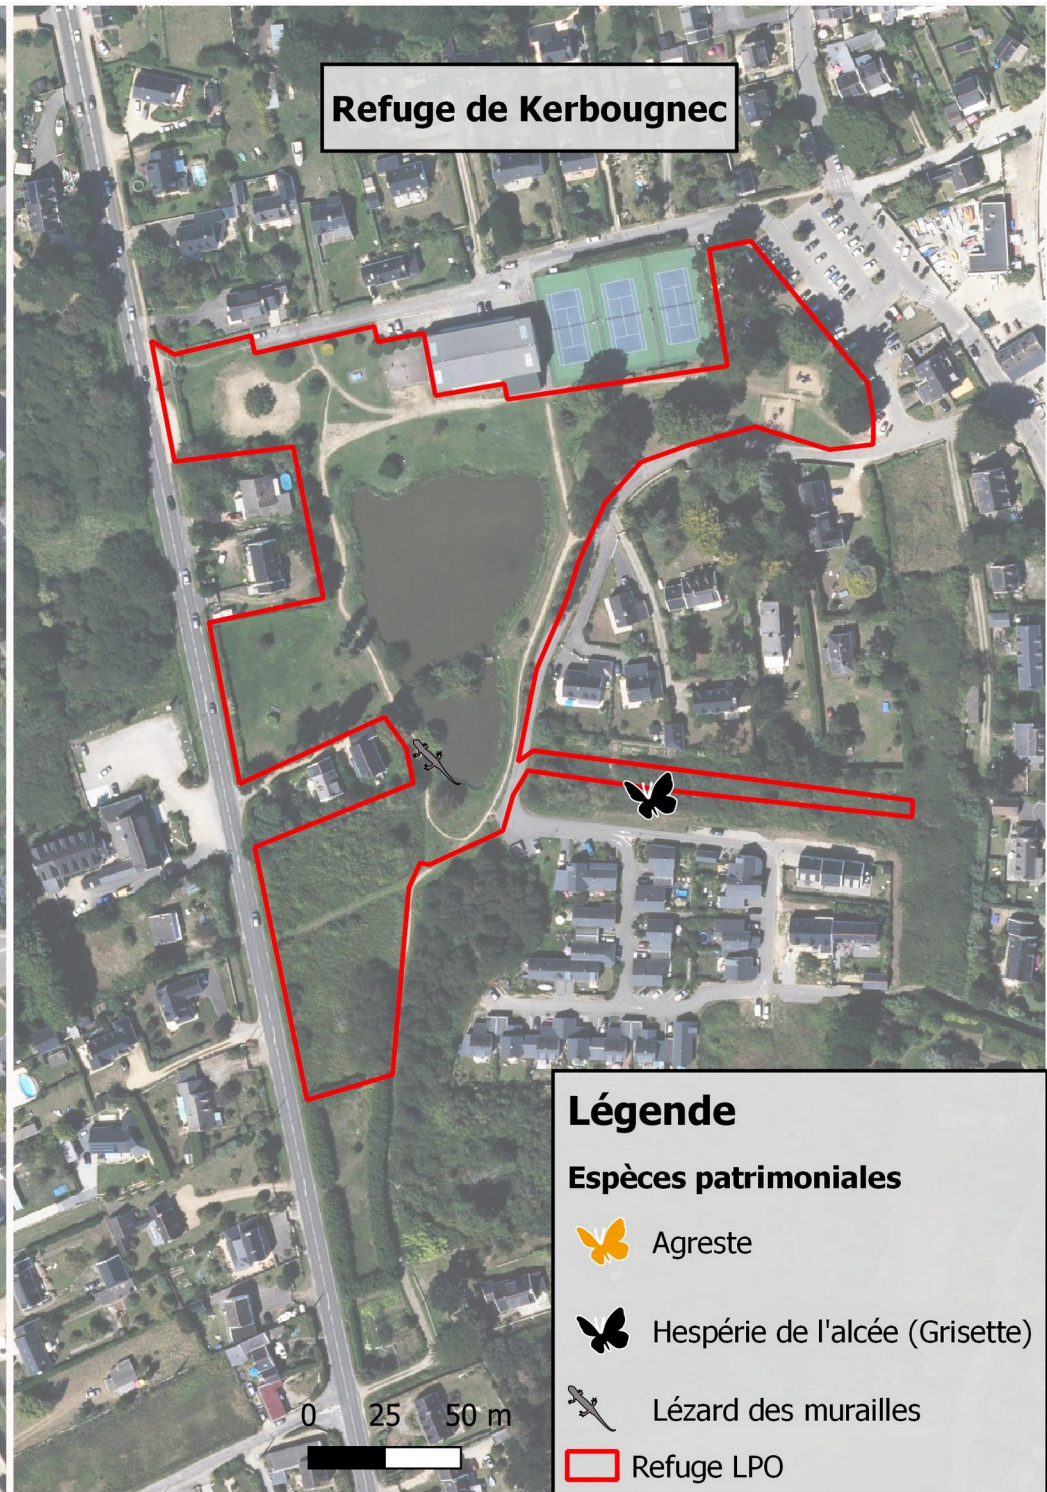 Refuge de Kerbougnec
Légende
Espèces patrimoniales
Agreste
Hespérie de l'alcée (Grisette)
Lézard des murailles
Refuge LPO
0 25 50 m